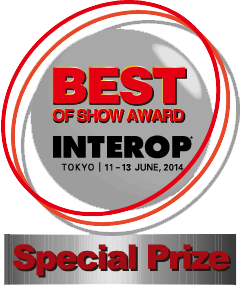 BEST
OF SHOW AWARD
INTEROP®
TOKYO | 11–13 JUNE, 2014
Special Prize